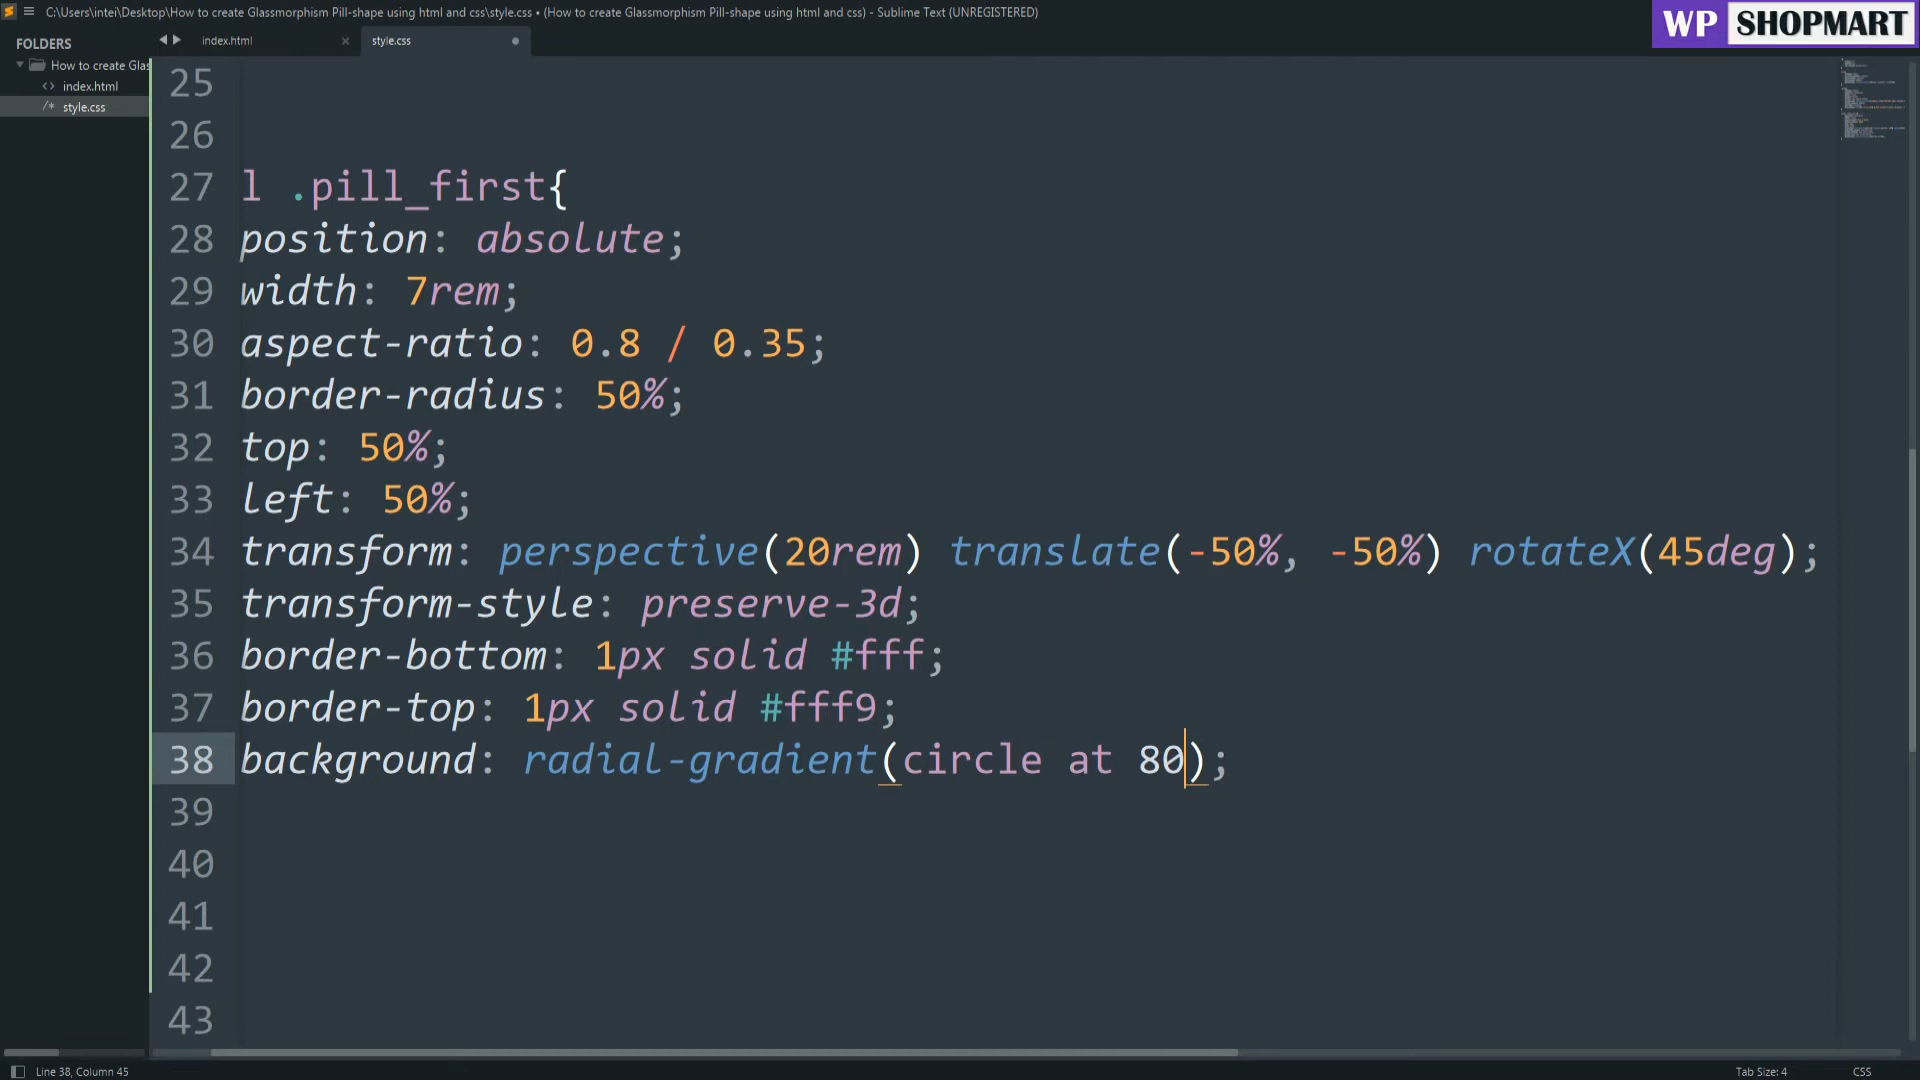 C:\Users\intei\Desktop\How to create Glassmorphism Pill-shape using html and css\style.css • (How to create Glassmorphism Pill-shape using html and css) - Sublime Text (UNREGISTERED)
WP SHOPMART
FOLDERS
How to create Glas
index.html
style.css
index.html
style.css
25
26
27 l .pill_first{
28 position: absolute;
29 width: 7rem;
30 aspect-ratio: 0.8 / 0.35;
31 border-radius: 50%;
32 top: 50%;
33 left: 50%;
34 transform: perspective(20rem) translate(-50%, -50%) rotateX(45deg);
35 transform-style: preserve-3d;
36 border-bottom: 1px solid #fff;
37 border-top: 1px solid #fff9;
38 background: radial-gradient(circle at 80);
39
40
41
42
43
Line 38, Column 45
Tab Size: 4
CSS